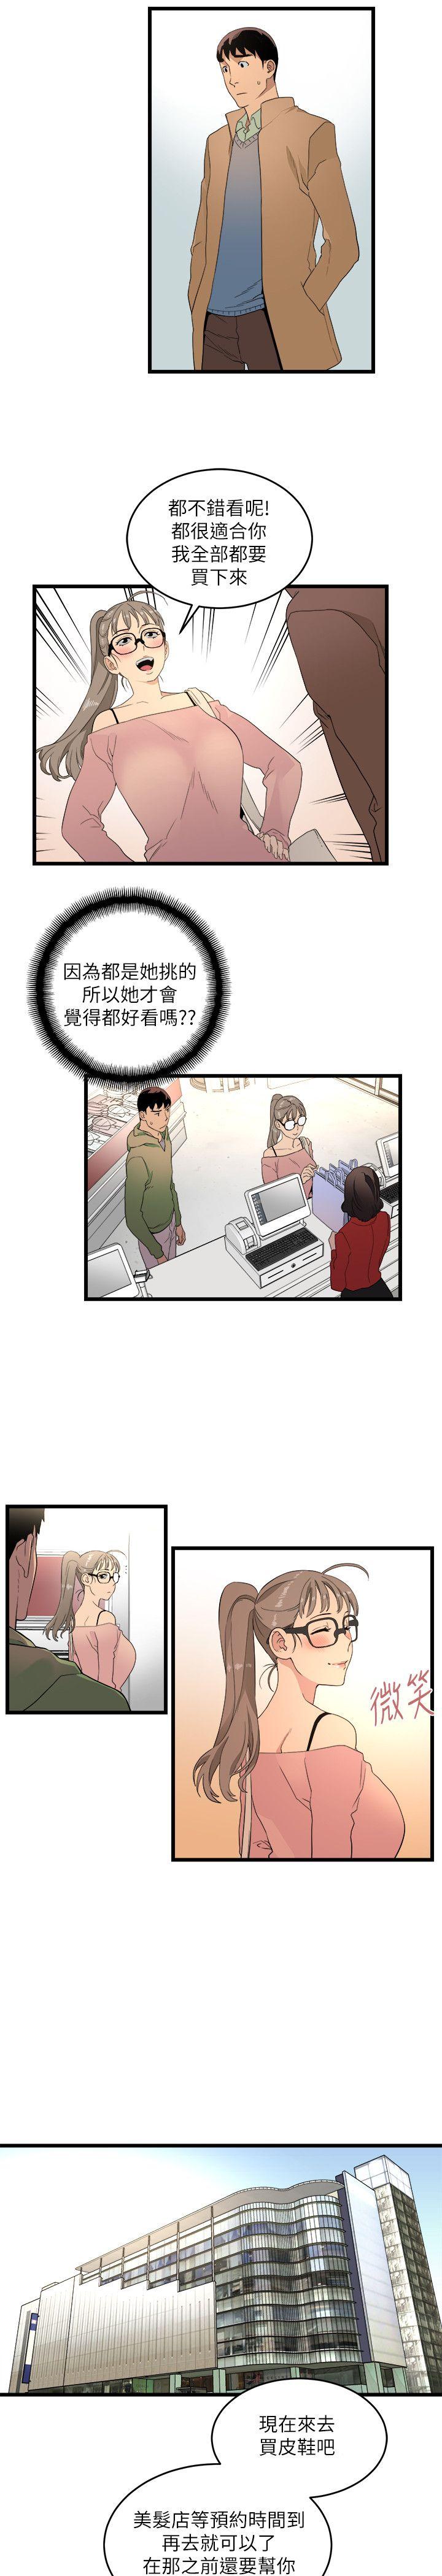 都不錯看呢!
都很適合你
我全部都要
買下來
因為都是她挑的
所以她才會
覺得都好看嗎??
微笑
現在來去
買皮鞋吧
美髮店等預約時間到
再去就可以了
在那之前還要幫你